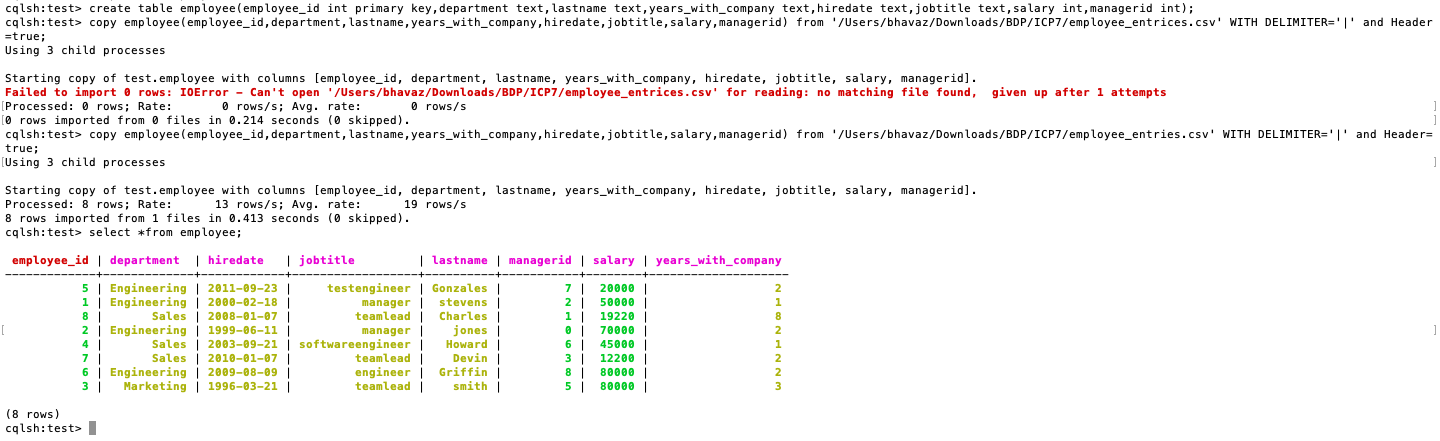 cqlsh:test> create table employee(employee_id int primary key,department text,lastname text,years_with_company text,hiredate text,jobtitle text,salary int,managerid int);
cqlsh:test> copy employee(employee_id,department,lastname,years_with_company,hiredate,jobtitle,salary,managerid) from '/Users/bhavaz/Downloads/BDP/ICP7/employee_entrices.csv' WITH DELIMITER='|' and Header
=true;
Using 3 child processes

Starting copy of test.employee with columns [employee_id, department, lastname, years_with_company, hiredate, jobtitle, salary, managerid].
Failed to import 0 rows: IOError - Can't open '/Users/bhavaz/Downloads/BDP/ICP7/employee_entrices.csv' for reading: no matching file found,  given up after 1 attempts
[Processed: 0 rows; Rate:       0 rows/s; Avg. rate:       0 rows/s ]
[0 rows imported from 0 files in 0.214 seconds (0 skipped). ]
cqlsh:test> copy employee(employee_id,department,lastname,years_with_company,hiredate,jobtitle,salary,managerid) from '/Users/bhavaz/Downloads/BDP/ICP7/employee_entries.csv' WITH DELIMITER='|' and Header=
true;
[Using 3 child processes ]

Starting copy of test.employee with columns [employee_id, department, lastname, years_with_company, hiredate, jobtitle, salary, managerid].
Processed: 8 rows; Rate:      13 rows/s; Avg. rate:      19 rows/s
8 rows imported from 1 files in 0.413 seconds (0 skipped).
cqlsh:test> select *from employee;

 employee_id | department  | hiredate   | jobtitle         | lastname | managerid | salary | years_with_company
-------------+-------------+------------+------------------+----------+-----------+--------+--------------------
           5 | Engineering | 2011-09-23 |     testengineer | Gonzales |         7 |  20000 |                  2
           1 | Engineering | 2000-02-18 |          manager |  stevens |         2 |  50000 |                  1
           8 |       Sales | 2008-01-07 |         teamlead |  Charles |         1 |  19220 |                  8
[          2 | Engineering | 1999-06-11 |          manager |    jones |         0 |  70000 |                  2 ]
           4 |       Sales | 2003-09-21 | softwareengineer |   Howard |         6 |  45000 |                  1
           7 |       Sales | 2010-01-07 |         teamlead |    Devin |         3 |  12200 |                  2
           6 | Engineering | 2009-08-09 |         engineer |  Griffin |         8 |  80000 |                  2
           3 |   Marketing | 1996-03-21 |         teamlead |    smith |         5 |  80000 |                  3

(8 rows)
cqlsh:test>